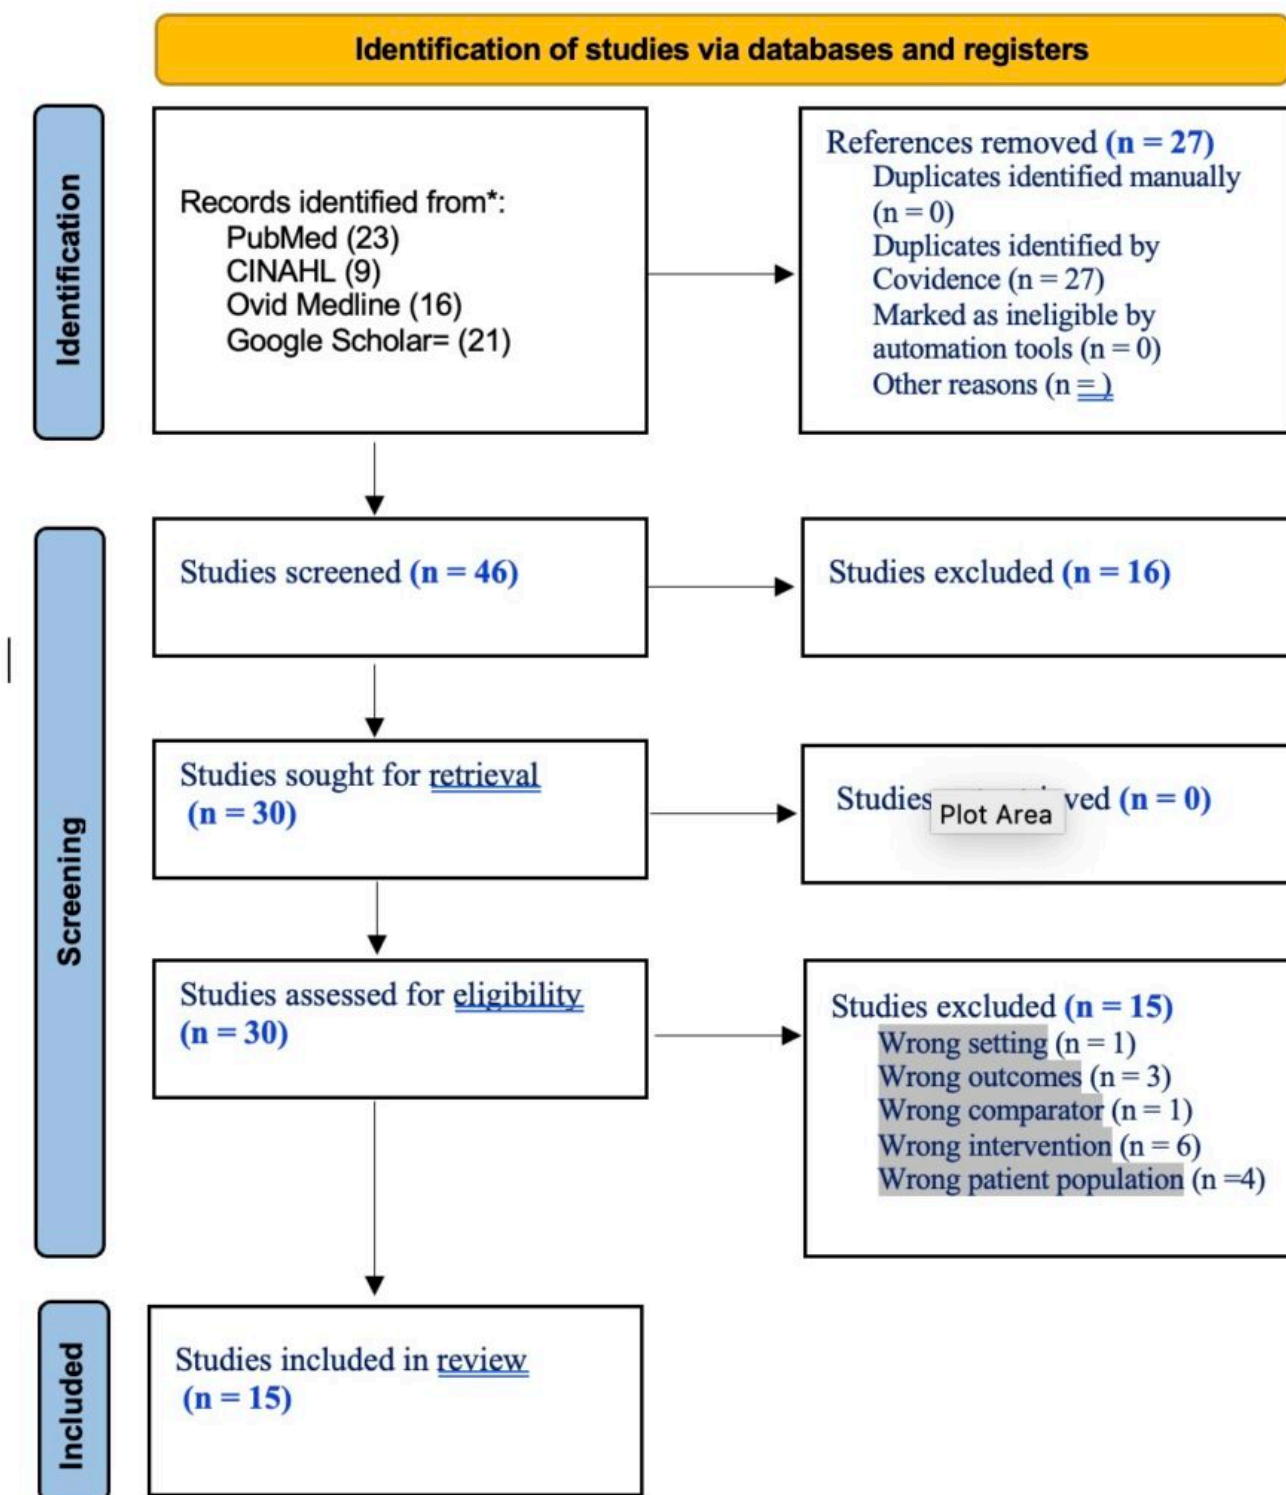 Identification of studies via databases and registers
Identification
Records identified from*:
PubMed (23)
CINAHL (9)
Ovid Medline (16)
Google Scholar= (21)
References removed (n = 27)
Duplicates identified manually
(n = 0)
Duplicates identified by
Covidence (n = 27)
Marked as ineligible by
automation tools (n = 0)
Other reasons (n = )
Screening
Studies screened (n = 46)
Studies excluded (n = 16)
Studies sought for retrieval
(n = 30)
Studies ved (n = 0)
Plot Area
Studies assessed for eligibility
(n = 30)
Studies excluded (n = 15)
Wrong setting (n = 1)
Wrong outcomes (n = 3)
Wrong comparator (n = 1)
Wrong intervention (n = 6)
Wrong patient population (n =4)
Included
Studies included in review
(n = 15)